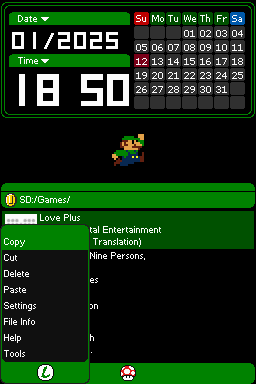 Date
01/2025
Time
18 50
Su Mo Tu We Th Fr Sa
01 02 03 04
05 06 07 08 09 10 11
12 13 14 15 16 17 18
19 20 21 22 23 24 25
26 27 28 29 30 31
SD:/Games/
Love Plus
tal Entertainment
Translation)
Nine Persons,
es
n
h
Copy
Cut
Delete
Paste
Settings
File Info
Help
Tools
L